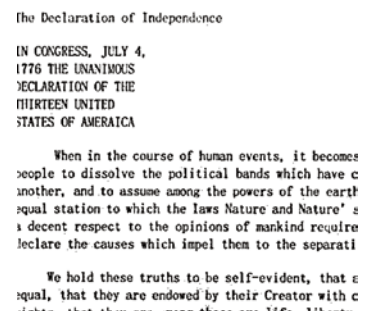 The Declaration of Independence
IN CONGRESS, JULY 4,
1776 THE UNANIMOUS
DECLARATION OF THE
THIRTEEN UNITED
STATES OF AMERAICA
When in the course of human events, it becomes
people to dissolve the political bands which have c
another, and to assume among the powers of the earth
equal station to which the laws Nature and Nature' s
a decent respect to the opinions of mankind require
declare the causes which impel them to the separati
We hold these truths to be self-evident, that a
equal, that they are endowed by their Creator with c